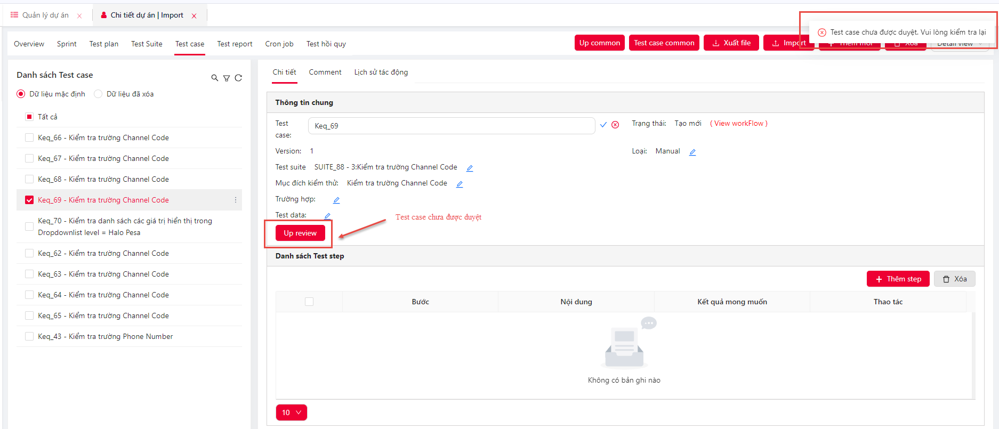 Quản lý dự án
Chi tiết dự án | Import
Test case chưa được duyệt. Vui lòng kiểm tra lại
Overview
Sprint
Test plan
Test Suite
Test case
Test report
Cron job
Test hồi quy
Up common
Test case common
Xuất file
Import
Thêm mới
Xóa
Detail view
Danh sách Test case
Dữ liệu mặc định
Dữ liệu đã xóa
Tất cả
Keq_66 - Kiểm tra trường Channel Code
Keq_67 - Kiểm tra trường Channel Code
Keq_68 - Kiểm tra trường Channel Code
Keq_69 - Kiểm tra trường Channel Code
Keq_70 - Kiểm tra danh sách các giá trị hiển thị trong
Dropdownlist level = Halo Pesa
Keq_62 - Kiểm tra trường Channel Code
Keq_63 - Kiểm tra trường Channel Code
Keq_64 - Kiểm tra trường Channel Code
Keq_65 - Kiểm tra trường Channel Code
Keq_43 - Kiểm tra trường Phone Number
Chi tiết
Comment
Lịch sử tác động
Thông tin chung
Test
case:
Keq_69
Trạng thái: Tạo mới ( View workFlow )
Version: 1
Loại: Manual
Test suite SUITE_88 - 3:Kiểm tra trường Channel Code
Mục đích kiểm thử: Kiểm tra trường Channel Code
Trường hợp:
Test data:
Test case chưa được duyệt
Up review
Danh sách Test step
Thêm step
Xóa
Bước
Nội dung
Kết quả mong muốn
Thao tác
Không có bản ghi nào
10